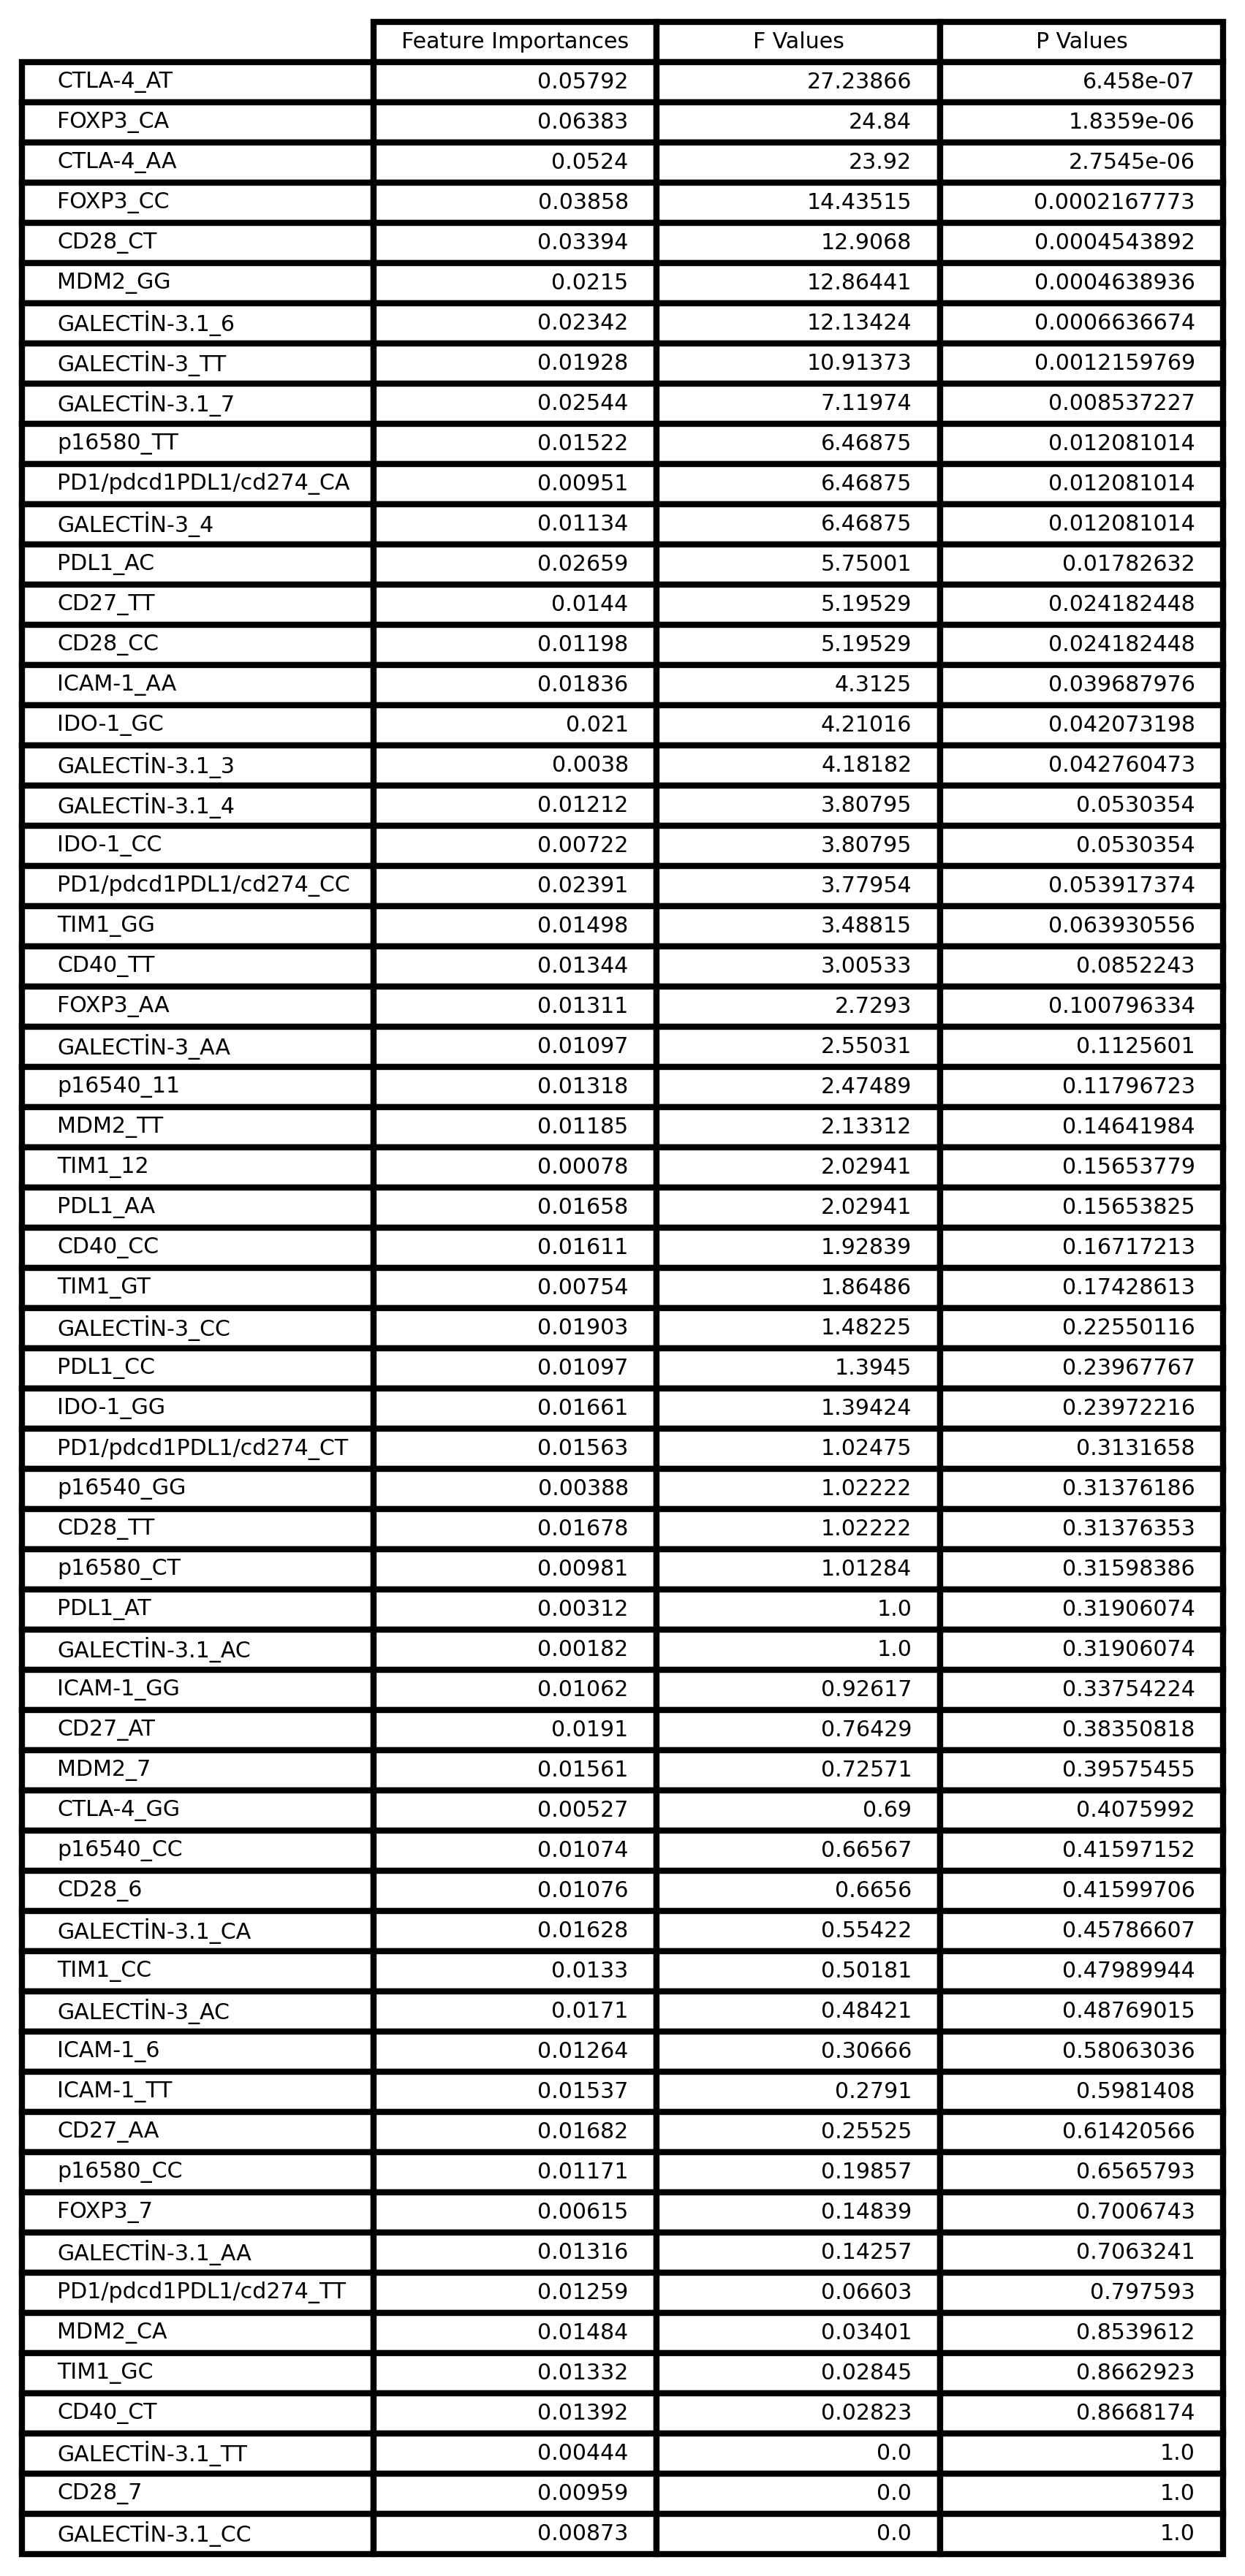 Feature Importances F Values P Values
CTLA-4_AT 0.05792 27.23866 6.458e-07
FOXP3_CA 0.06383 24.84 1.8359e-06
CTLA-4_AA 0.0524 23.92 2.7545e-06
FOXP3_CC 0.03858 14.43515 0.0002167773
CD28_CT 0.03394 12.9068 0.0004543892
MDM2_GG 0.0215 12.86441 0.0004638936
GALECTİN-3.1_6 0.02342 12.13424 0.0006636674
GALECTİN-3_TT 0.01928 10.91373 0.0012159769
GALECTİN-3.1_7 0.02544 7.11974 0.008537227
p16580_TT 0.01522 6.46875 0.012081014
PD1/pdcd1PDL1/cd274_CA 0.00951 6.46875 0.012081014
GALECTİN-3_4 0.01134 6.46875 0.012081014
PDL1_AC 0.02659 5.75001 0.01782632
CD27_TT 0.0144 5.19529 0.024182448
CD28_CC 0.01198 5.19529 0.024182448
ICAM-1_AA 0.01836 4.3125 0.039687976
IDO-1_GC 0.021 4.21016 0.042073198
GALECTİN-3.1_3 0.0038 4.18182 0.042760473
GALECTİN-3.1_4 0.01212 3.80795 0.0530354
IDO-1_CC 0.00722 3.80795 0.0530354
PD1/pdcd1PDL1/cd274_CC 0.02391 3.77954 0.053917374
TIM1_GG 0.01498 3.48815 0.063930556
CD40_TT 0.01344 3.00533 0.0852243
FOXP3_AA 0.01311 2.7293 0.100796334
GALECTİN-3_AA 0.01097 2.55031 0.1125601
p16540_11 0.01318 2.47489 0.11796723
MDM2_TT 0.01185 2.13312 0.14641984
TIM1_12 0.00078 2.02941 0.15653779
PDL1_AA 0.01658 2.02941 0.15653825
CD40_CC 0.01611 1.92839 0.16717213
TIM1_GT 0.00754 1.86486 0.17428613
GALECTİN-3_CC 0.01903 1.48225 0.22550116
PDL1_CC 0.01097 1.3945 0.23967767
IDO-1_GG 0.01661 1.39424 0.23972216
PD1/pdcd1PDL1/cd274_CT 0.01563 1.02475 0.3131658
p16540_GG 0.00388 1.02222 0.31376186
CD28_TT 0.01678 1.02222 0.31376353
p16580_CT 0.00981 1.01284 0.31598386
PDL1_AT 0.00312 1.0 0.31906074
GALECTİN-3.1_AC 0.00182 1.0 0.31906074
ICAM-1_GG 0.01062 0.92617 0.33754224
CD27_AT 0.0191 0.76429 0.38350818
MDM2_7 0.01561 0.72571 0.39575455
CTLA-4_GG 0.00527 0.69 0.4075992
p16540_CC 0.01074 0.66567 0.41597152
CD28_6 0.01076 0.6656 0.41599706
GALECTİN-3.1_CA 0.01628 0.55422 0.45786607
TIM1_CC 0.0133 0.50181 0.47989944
GALECTİN-3_AC 0.0171 0.48421 0.48769015
ICAM-1_6 0.01264 0.30666 0.58063036
ICAM-1_TT 0.01537 0.2791 0.5981408
CD27_AA 0.01682 0.25525 0.61420566
p16580_CC 0.01171 0.19857 0.6565793
FOXP3_7 0.00615 0.14839 0.7006743
GALECTİN-3.1_AA 0.01316 0.14257 0.7063241
PD1/pdcd1PDL1/cd274_TT 0.01259 0.06603 0.797593
MDM2_CA 0.01484 0.03401 0.8539612
TIM1_GC 0.01332 0.02845 0.8662923
CD40_CT 0.01392 0.02823 0.8668174
GALECTİN-3.1_TT 0.00444 0.0 1.0
CD28_7 0.00959 0.0 1.0
GALECTİN-3.1_CC 0.00873 0.0 1.0